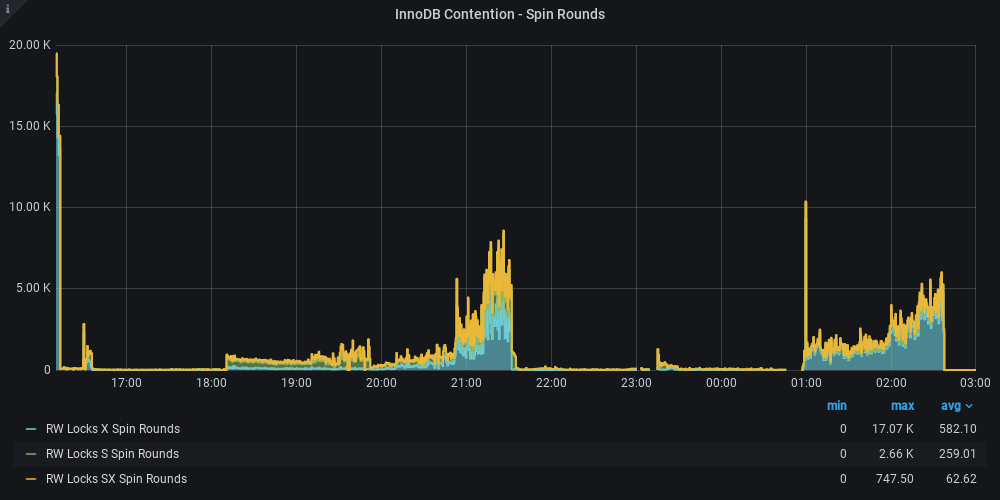 i
InnoDB Contention - Spin Rounds
20.00 K
15.00 K
10.00 K
5.00 K
0
17:00 18:00 19:00 20:00 21:00 22:00 23:00 00:00 01:00 02:00 03:00
min max avg
RW Locks X Spin Rounds 0 17.07 K 582.10
RW Locks S Spin Rounds 0 2.66 K 259.01
RW Locks SX Spin Rounds 0 747.50 62.62